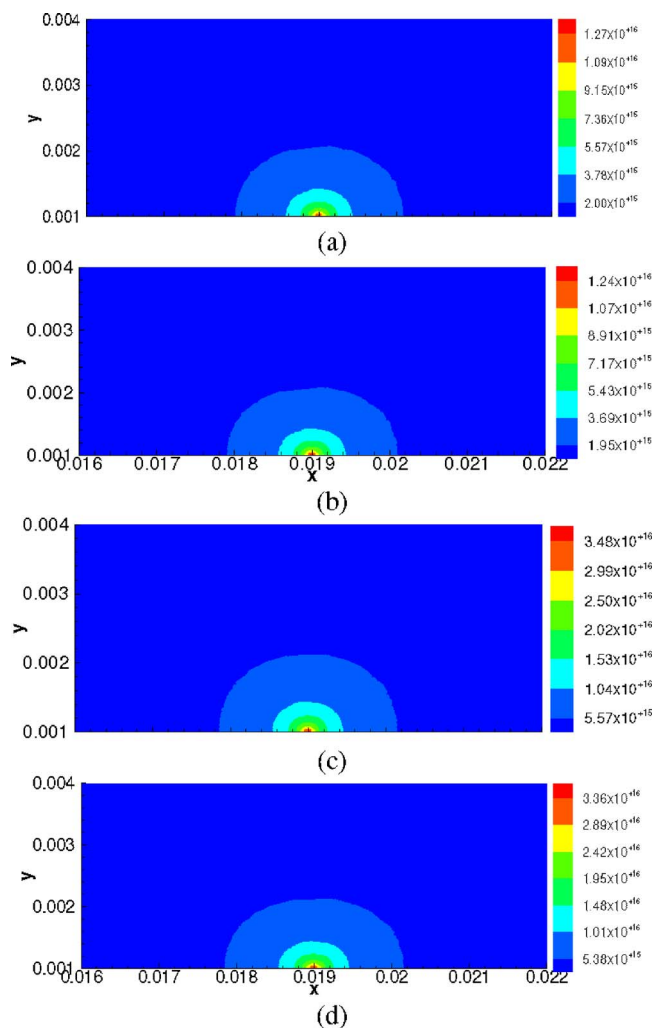 0.004
0.003
0.002
0.001
y
1.27x10+16
1.09x10+16
9.15x10+15
7.36x10+15
5.57x10+15
3.78x10+15
2.00x10+15
(a)
0.004
0.003
0.002
0.001
y
0.016 0.017 0.018 0.019 0.02 0.021 0.022
x
1.24x10+16
1.07x10+16
8.91x10+15
7.17x10+15
5.43x10+15
3.69x10+15
1.95x10+15
(b)
0.004
0.003
0.002
0.001
y
3.48x10+16
2.99x10+16
2.50x10+16
2.02x10+16
1.53x10+16
1.04x10+16
5.57x10+15
(c)
0.004
0.003
0.002
0.001
y
0.016 0.017 0.018 0.019 0.02 0.021 0.022
x
3.36x10+16
2.89x10+16
2.42x10+16
1.95x10+16
1.48x10+16
1.01x10+16
5.38x10+15
(d)